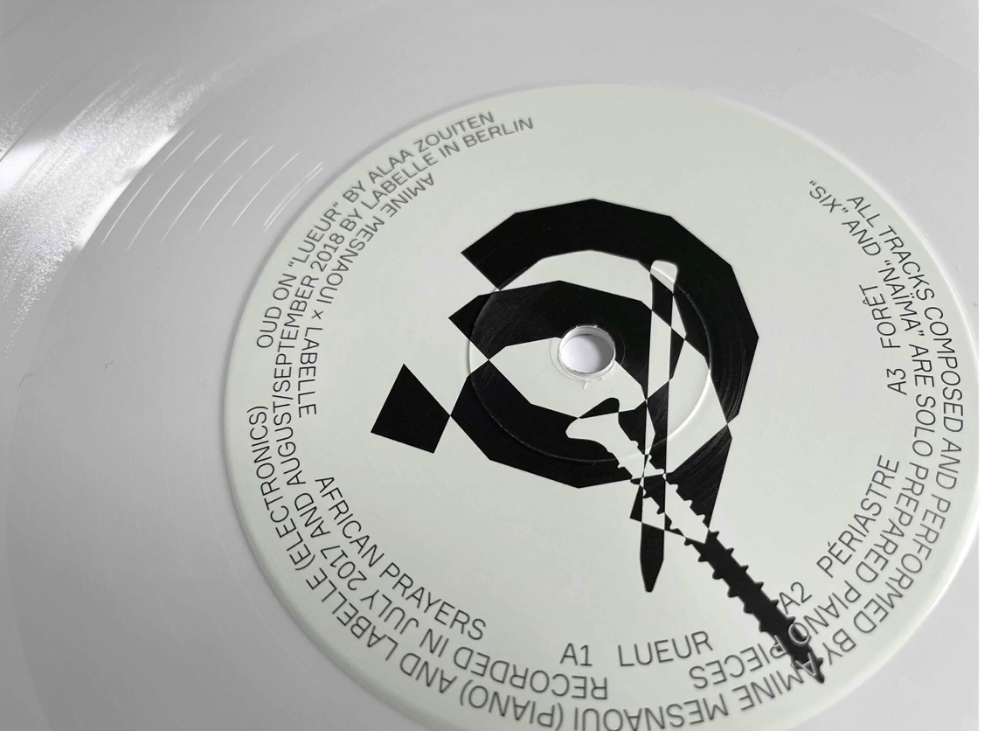 ALL TRACKS COMPOSED AND PERFORMED BY AMINE MESNAOUI (PIANO) AND LABELLE (ELECTRONICS)
OUD ON "LUEUR" BY ALAA ZOUITEN
"SIX" AND "NAÏMA" ARE SOLO PREPARED PIANO PIECES
RECORDED IN JULY 2017 AND AUGUST/SEPTEMBER 2018 BY LABELLE IN BERLIN
AMINE MESNAOUI × LABELLE
AFRICAN PRAYERS
A1 LUEUR
A2 PÉRIASTRE
A3 FORÊT